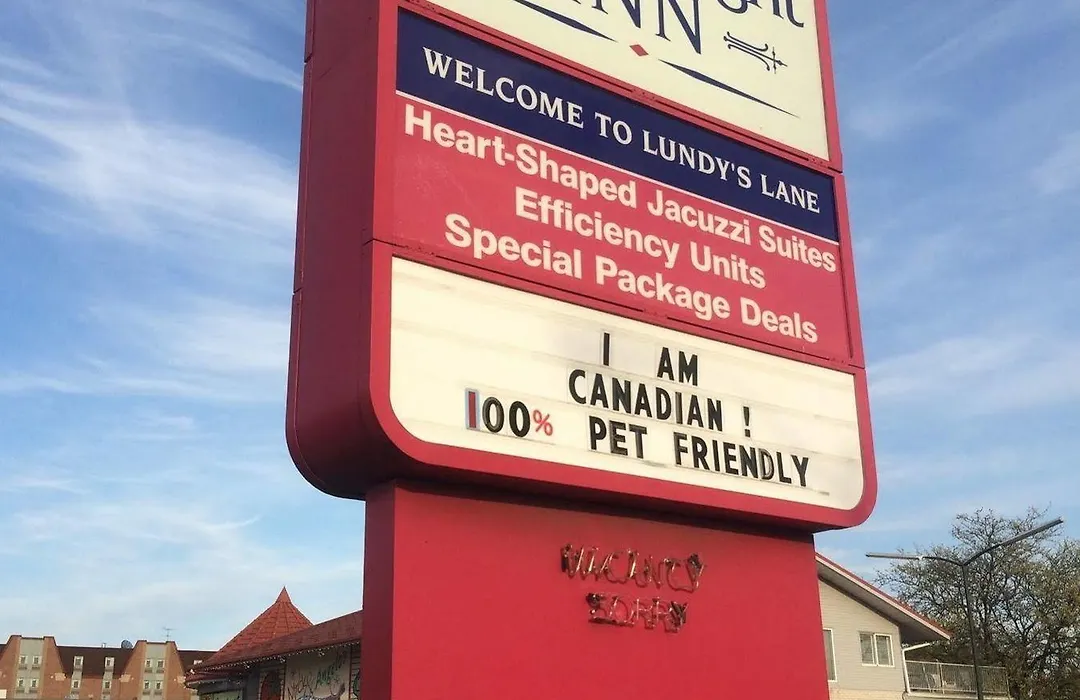 INN
WELCOME TO LUNDY'S LANE
Heart-Shaped Jacuzzi Suites
Efficiency Units
Special Package Deals
I AM
CANADIAN !
100% PET FRIENDLY
VACANCY
SORRY